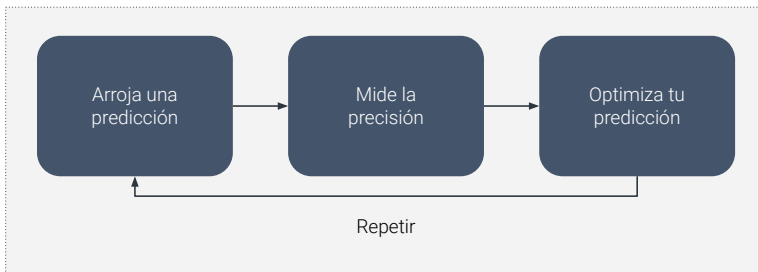 Arroja una
predicción
Mide la
precisión
Optimiza tu
predicción
Repetir